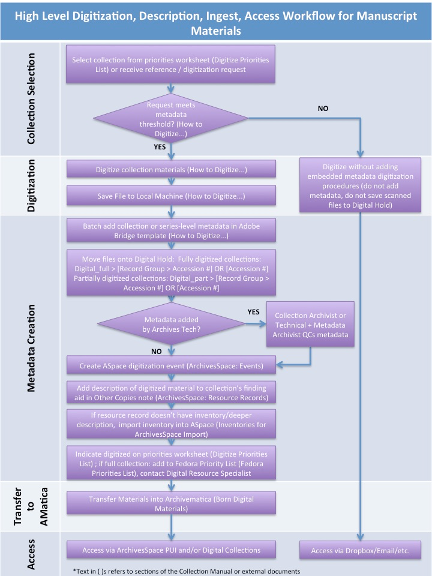 High Level Digitization, Description, Ingest, Access Workflow for Manuscript
Materials
Collection Selection
Select collection from priorities worksheet (Digitize Priorities
List) or receive reference / digitization request
Request meets
metadata
threshold? (How to
Digitize...)
NO
YES
Digitization
Digitize collection materials (How to Digitize...)
Save File to Local Machine (How to Digitize...)
Digitize without adding
embedded metadata digitization
procedures (do not add
metadata, do not save scanned
files to Digital Hold)
Metadata Creation
Batch add collection or series-level metadata in Adobe
Bridge template (How to Digitize...)
Move files onto Digital Hold: Fully digitized collections:
Digital_full > [Record Group > Accession #] OR [Accession #]
Partially digitized collections: Digital_part > [Record Group >
Accession #] OR [Accession #]
Metadata added
by Archives Tech?
YES
Collection Archivist or
Technical + Metadata
Archivist QCs metadata
NO
Create ASpace digitization event (ArchivesSpace: Events)
Add description of digitized material to collection's finding
aid in Other Copies note (ArchivesSpace: Resource Records)
If resource record doesn't have inventory/deeper
description, import inventory into ASpace (Inventories for
ArchivesSpace Import)
Indicate digitized on priorities worksheet (Digitize Priorities
List) ; if full collection: add to Fedora Priority List (Fedora
Priorities List), contact Digital Resource Specialist
Transfer
to
AMatica
Transfer Materials into Archivematica (Born Digital
Materials)
Access
Access via ArchivesSpace PUI and/or Digital Collections
Access via Dropbox/Email/etc.
*Text in ( )s refers to sections of the Collection Manual or external documents